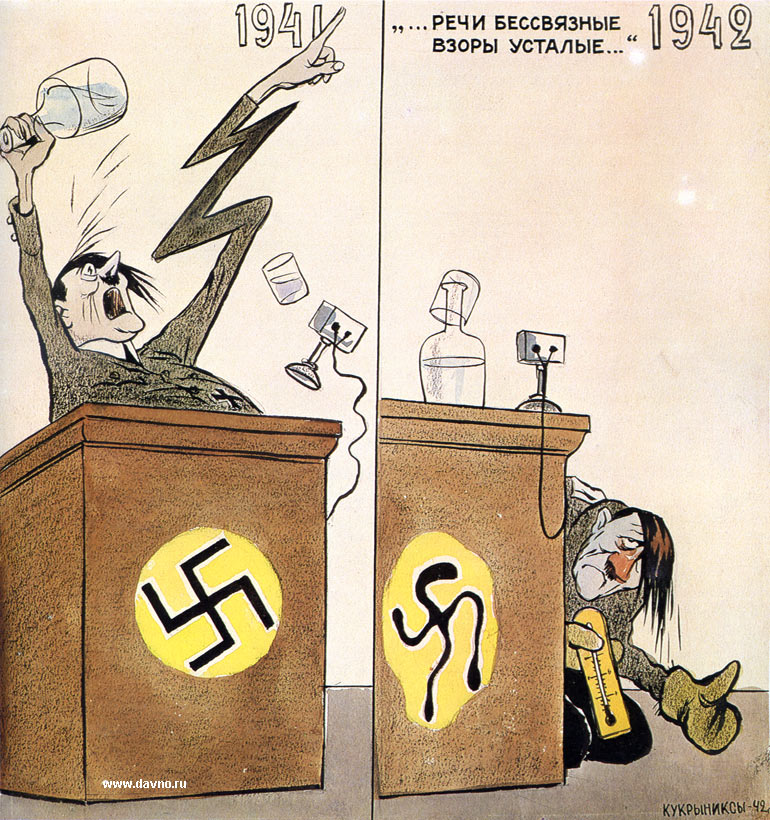 1941
„...РЕЧИ БЕССВЯЗНЫЕ
ВЗОРЫ УСТАЛЫЕ...“
1942
www.davno.ru
КУКРЫНИКСЫ-42.